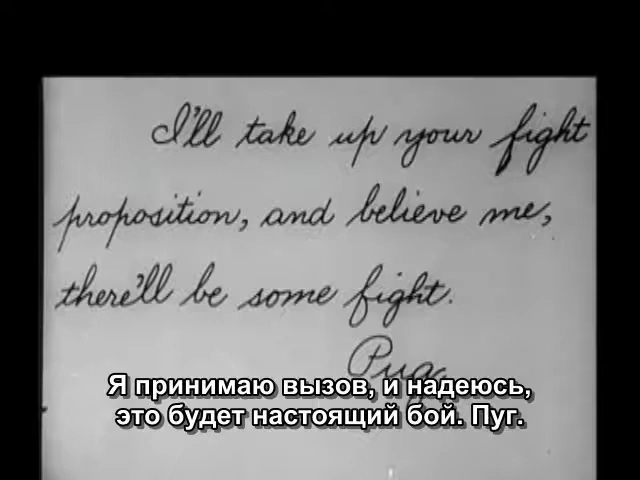 I'll take up your fight
proposition, and believe me,
there'll be some fight.
Pug
Я принимаю вызов, и надеюсь,
это будет настоящий бой. Пуг.